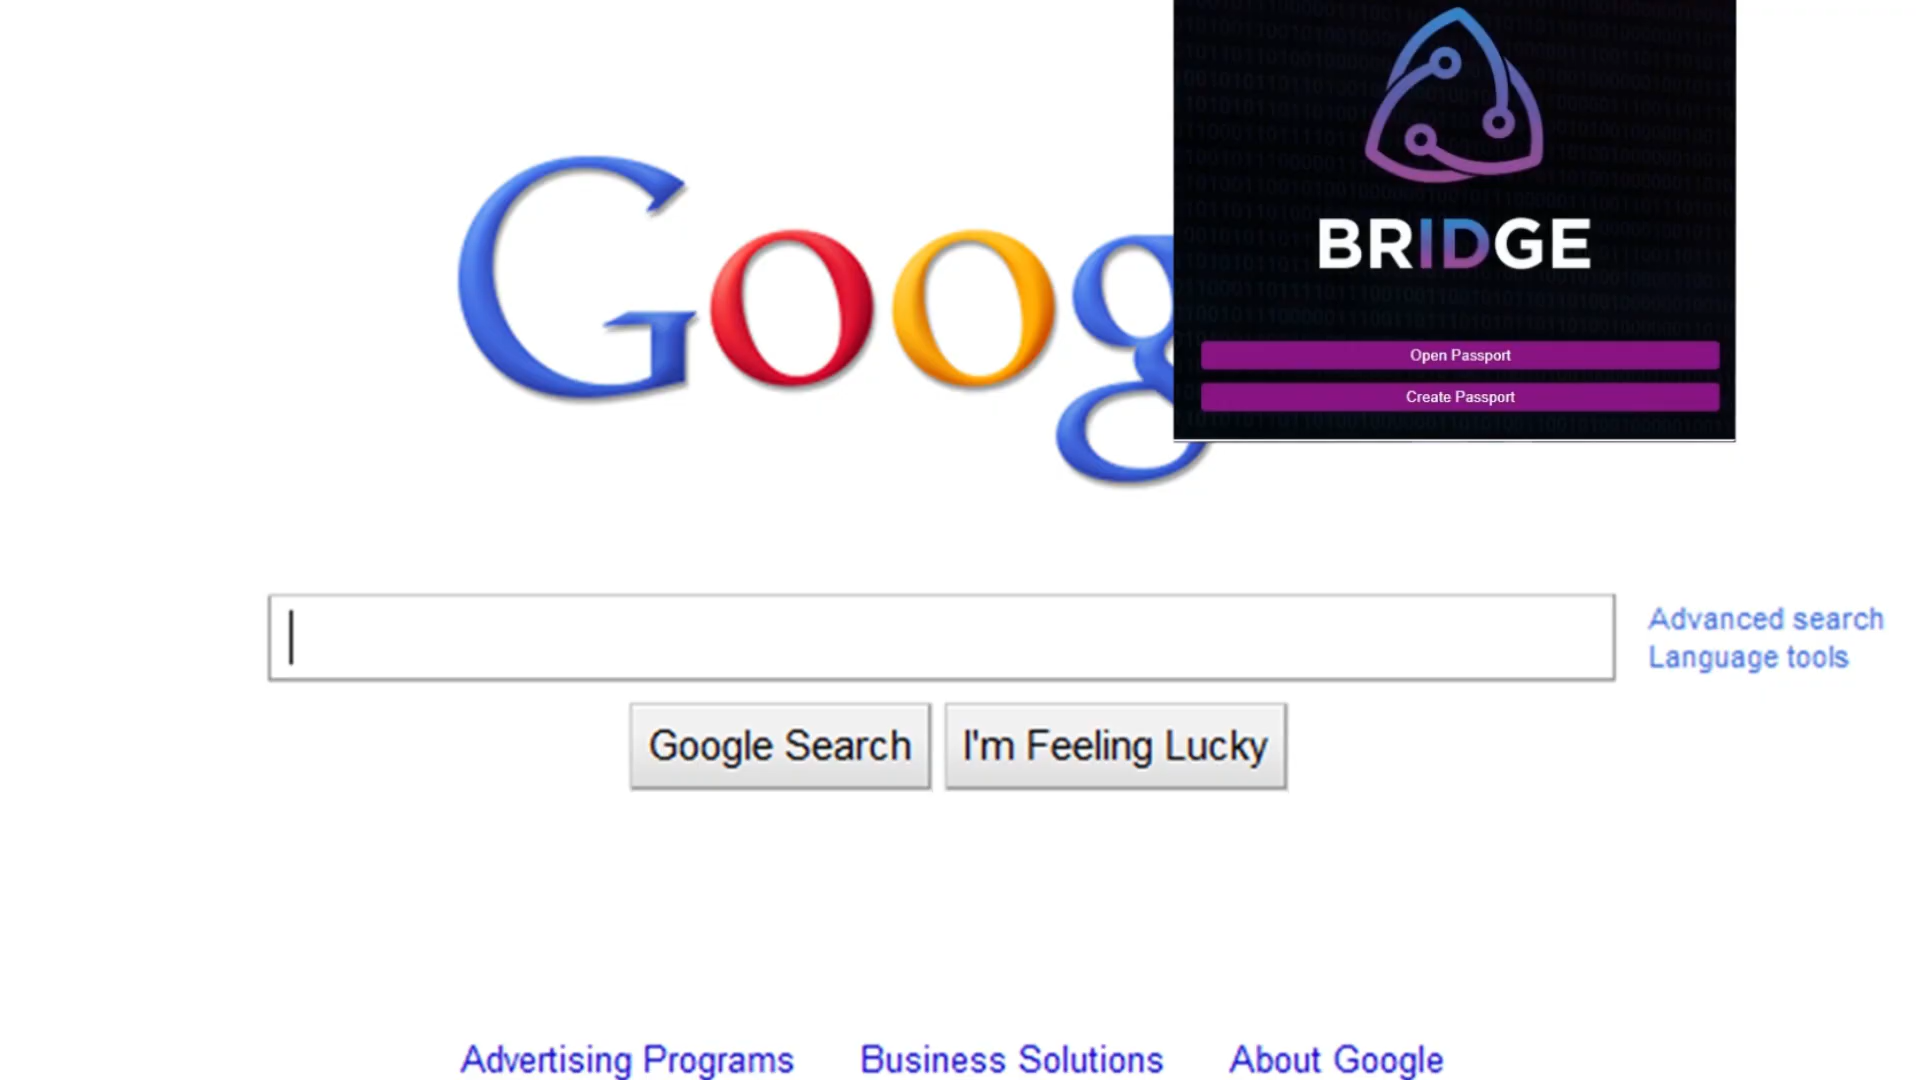 Goog
BRIDGE
Open Passport
Create Passport
Advanced search
Language tools
Google Search
I'm Feeling Lucky
Advertising Programs
Business Solutions
About Google